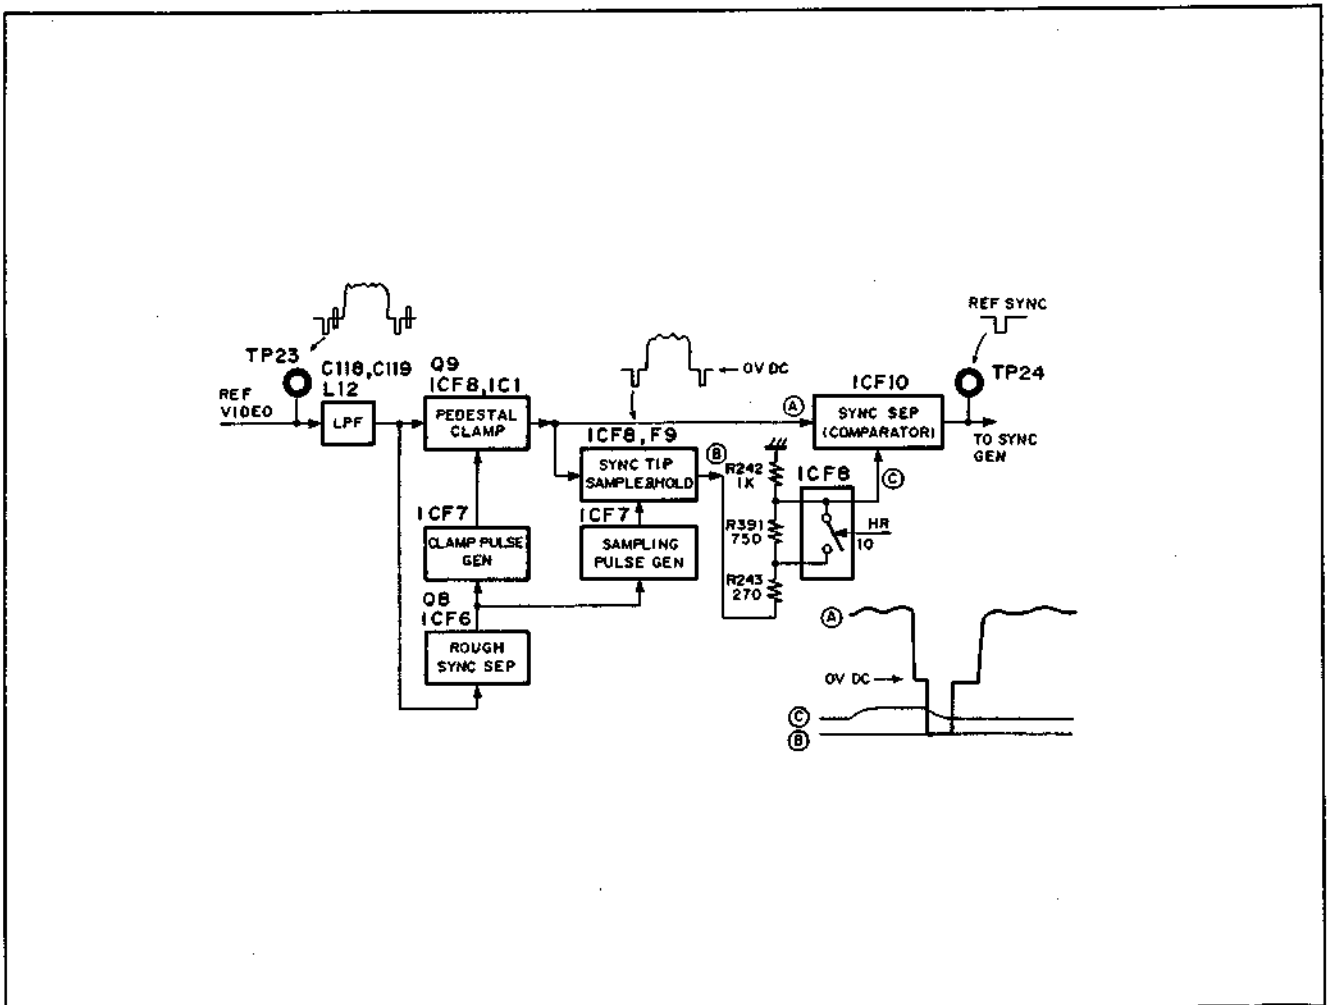 REF SYNC
TP23
C118, C119
L12
Q9
ICF8, IC1
0V DC
ICF10
TP24
REF
VIDEO
LPF
PEDESTAL
CLAMP
A
SYNC SEP
(COMPARATOR)
TO SYNC
GEN
ICF8, F9
SYNC TIP
SAMPLE&HOLD
B
R242
1K
ICF8
C
ICF7
CLAMP PULSE
GEN
ICF7
SAMPLING
PULSE GEN
R391
750
HR
10
R243
270
Q8
ICF6
ROUGH
SYNC SEP
A
0V DC
C
B